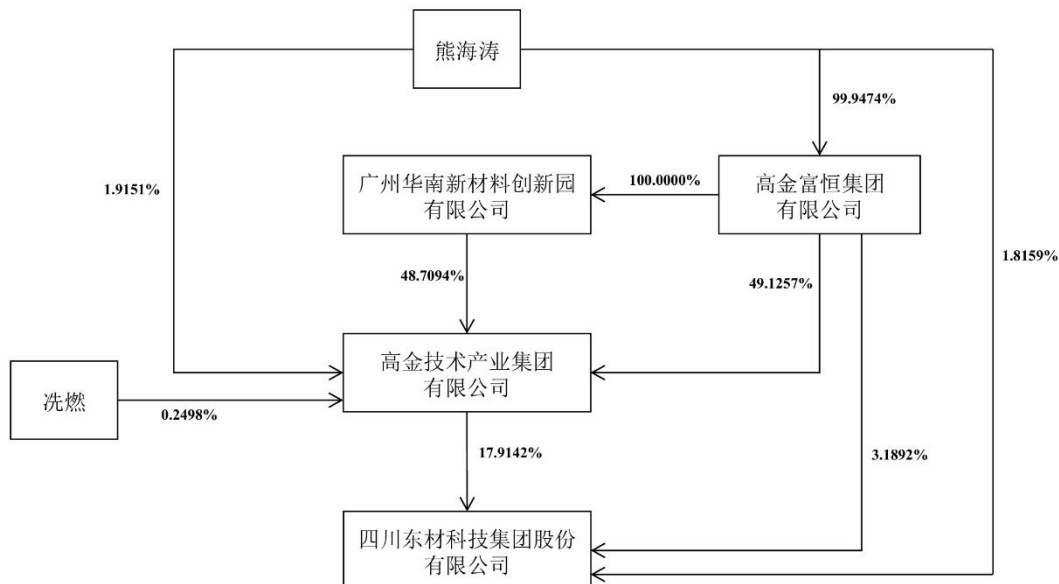 熊海涛
99.9474%
1.9151%
广州华南新材料创新园
有限公司
100.0000%
高金富恒集团
有限公司
48.7094%
49.1257%
1.8159%
高金技术产业集团
有限公司
冼燃
0.2498%
17.9142%
3.1892%
四川东材科技集团股份
有限公司